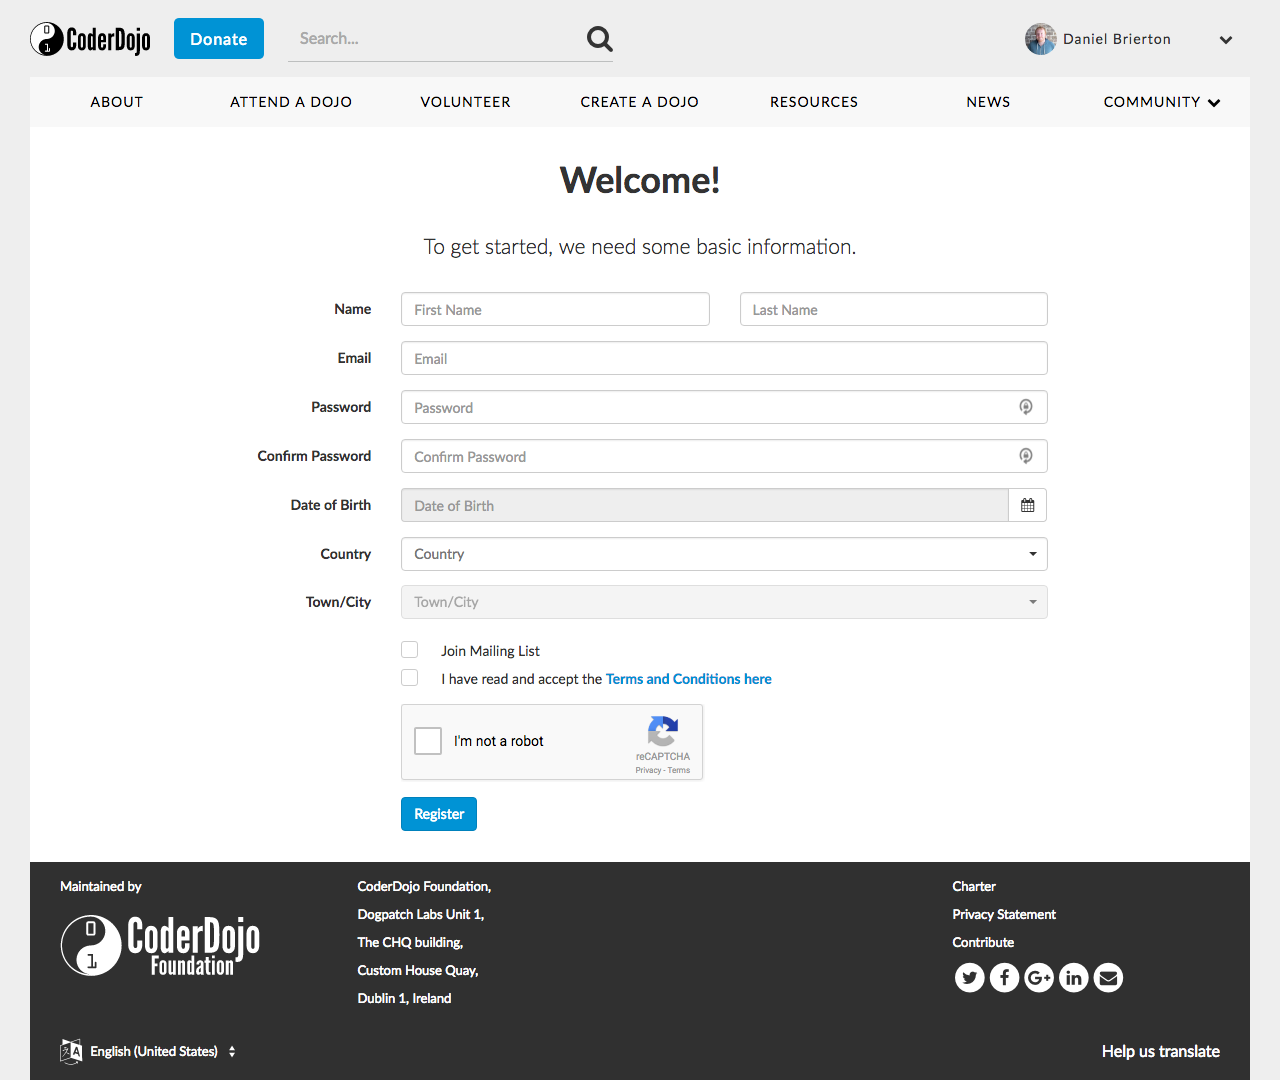 CoderDojo
Donate
Search...
Daniel Brierton
ABOUT
ATTEND A DOJO
VOLUNTEER
CREATE A DOJO
RESOURCES
NEWS
COMMUNITY
Welcome!
To get started, we need some basic information.
Name
First Name
Last Name
Email
Email
Password
Password
Confirm Password
Confirm Password
Date of Birth
Date of Birth
Country
Country
Town/City
Town/City
Join Mailing List
I have read and accept the Terms and Conditions here
I'm not a robot
reCAPTCHA
Privacy - Terms
Register
Maintained by
CoderDojo
Foundation
CoderDojo Foundation,
Dogpatch Labs Unit 1,
The CHQ building,
Custom House Quay,
Dublin 1, Ireland
Charter
Privacy Statement
Contribute
English (United States)
Help us translate